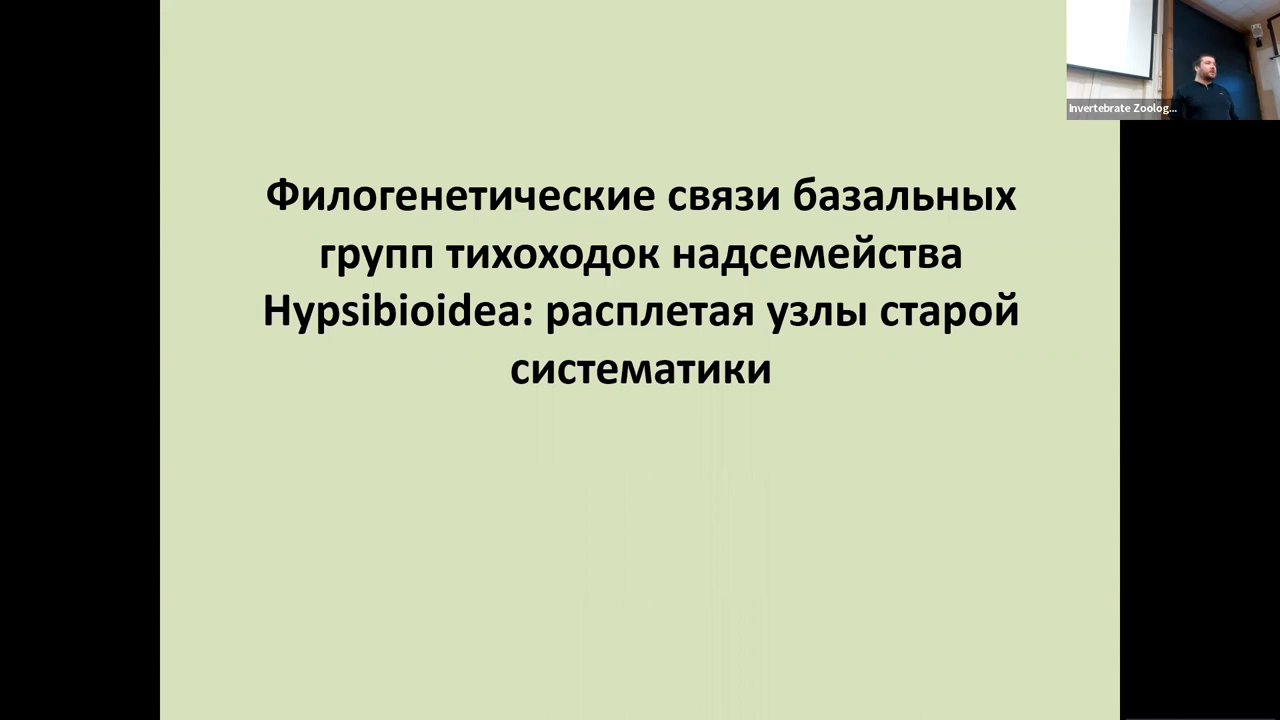 Invertebrate Zoolog...
Филогенетические связи базальных
групп тихоходок надсемейства
Hypsibioidea: расплетая узлы старой
систематики